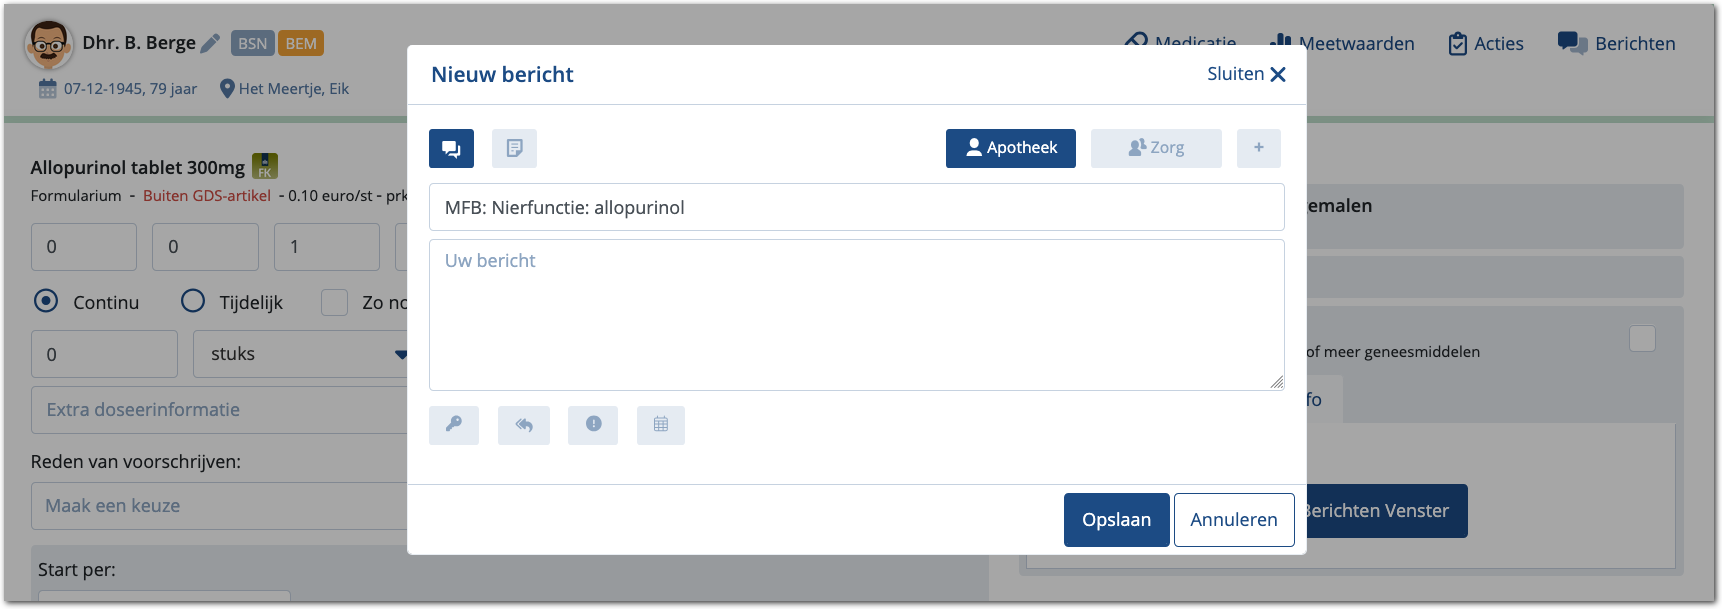 Dhr. B. Berge BSN BEM
07-12-1945, 79 jaar Het Meertje, Eik
Medicatie Meetwaarden Acties Berichten
Nieuw bericht
Sluiten
Apotheek Zorg +
MFB: Nierfunctie: allopurinol
Uw bericht
Opslaan Annuleren
Allopurinol tablet 300mg FK
Formularium - Buiten GDS-artikel - 0.10 euro/st - prk
0 0 1
Continu Tijdelijk Zo
0 stuks
Extra doseerinformatie
Reden van voorschrijven:
Maak een keuze
Start per:
of meer geneesmiddelen
Berichten Venster